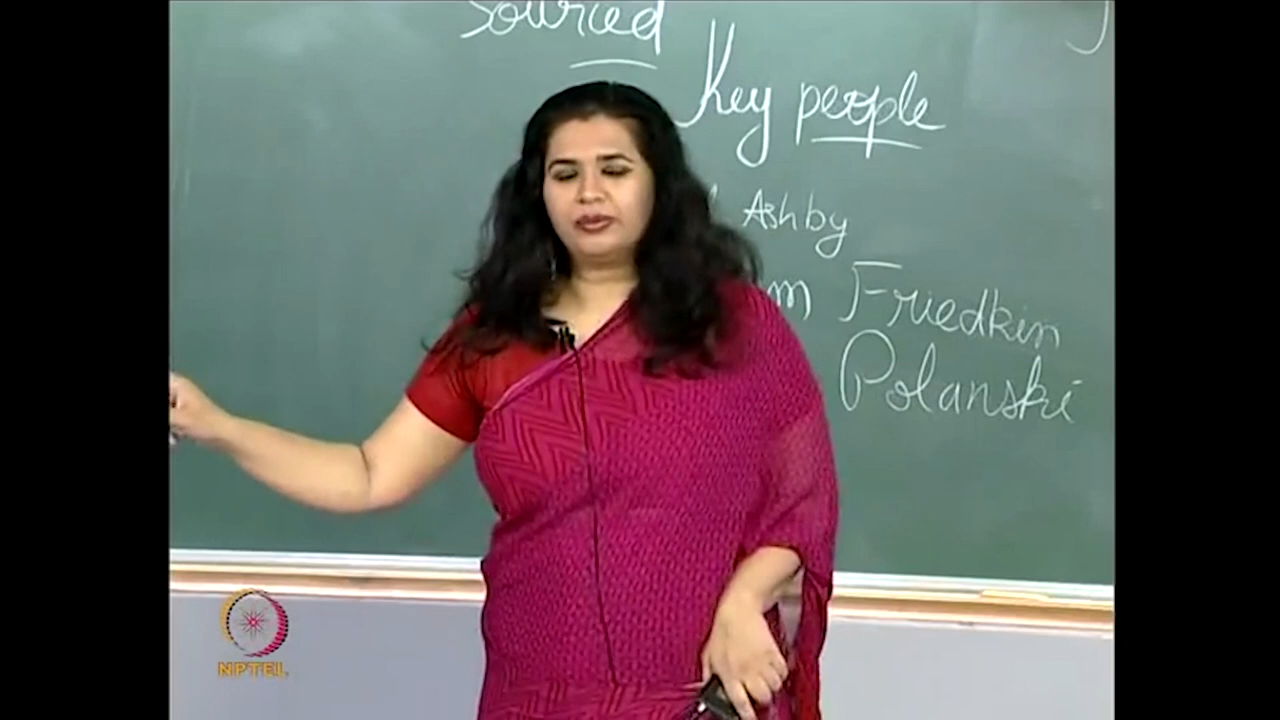 Sourced
Key people
Ashby
Friedkin
Polanski
NPTEL